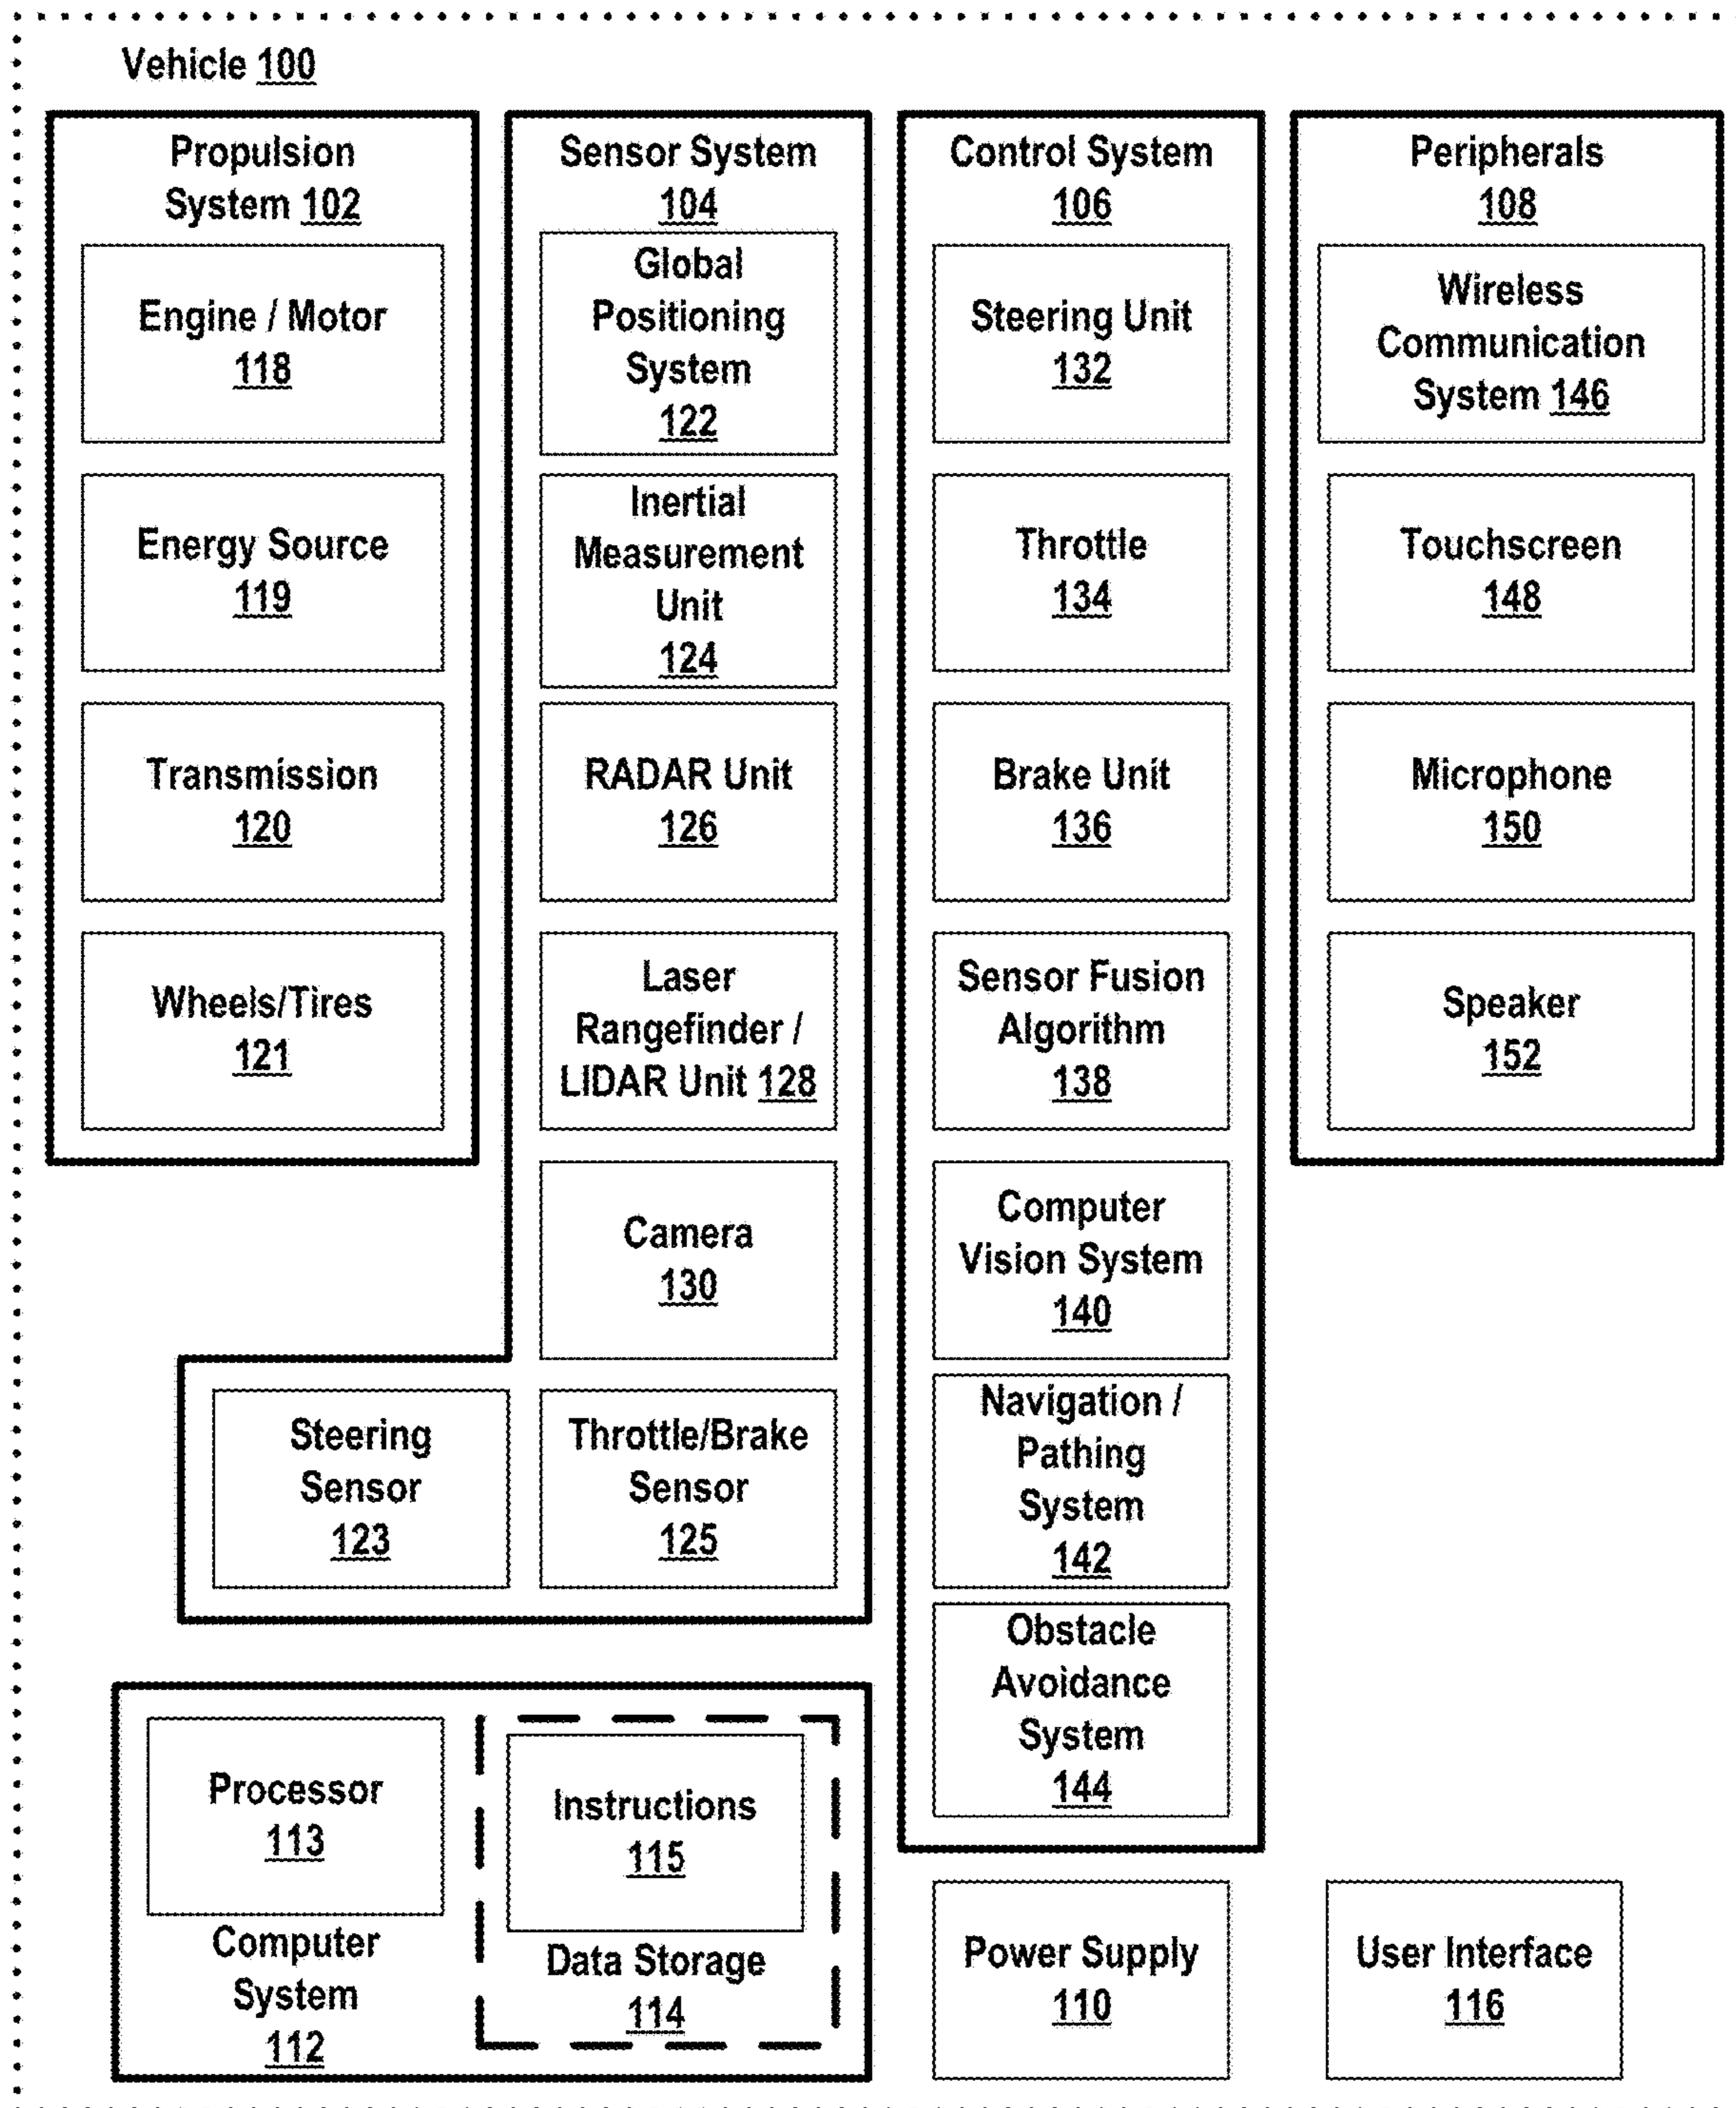 Vehicle 100
Propulsion
System 102
Engine / Motor
118
Energy Source
119
Transmission
120
Wheels/Tires
121
Sensor System
104
Global
Positioning
System
122
Inertial
Measurement
Unit
124
RADAR Unit
126
Laser
Rangefinder /
LIDAR Unit 128
Camera
130
Steering
Sensor
123
Throttle/Brake
Sensor
125
Control System
106
Steering Unit
132
Throttle
134
Brake Unit
136
Sensor Fusion
Algorithm
138
Computer
Vision System
140
Navigation /
Pathing
System
142
Obstacle
Avoidance
System
144
Peripherals
108
Wireless
Communication
System 146
Touchscreen
148
Microphone
150
Speaker
152
Processor
113
Computer
System
112
Instructions
115
Data Storage
114
Power Supply
110
User Interface
116